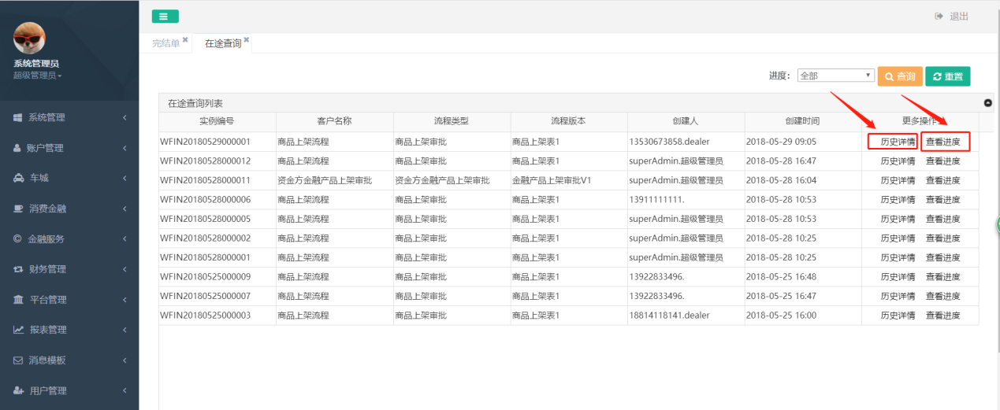 退出
系统管理员
超级管理员
完结单 在途查询
进度: 全部 查询 重置
在途查询列表
实例编号 客户名称 流程类型 流程版本 创建人 创建时间 更多操作
WFIN20180529000001 商品上架流程 商品上架审批 商品上架表1 13530673858.dealer 2018-05-29 09:05 历史详情 查看进度
WFIN20180528000012 商品上架流程 商品上架审批 商品上架表1 superAdmin.超级管理员 2018-05-28 16:47 历史详情 查看进度
WFIN20180528000011 资金方金融产品上架审批 资金方金融产品上架审批 金融产品上架审批V1 superAdmin.超级管理员 2018-05-28 16:04 历史详情 查看进度
WFIN20180528000006 商品上架流程 商品上架审批 商品上架表1 13911111111. 2018-05-28 10:53 历史详情 查看进度
WFIN20180528000005 商品上架流程 商品上架审批 商品上架表1 superAdmin.超级管理员 2018-05-28 10:53 历史详情 查看进度
WFIN20180528000002 商品上架流程 商品上架审批 商品上架表1 superAdmin.超级管理员 2018-05-28 10:25 历史详情 查看进度
WFIN20180528000001 商品上架流程 商品上架审批 商品上架表1 superAdmin.超级管理员 2018-05-28 10:25 历史详情 查看进度
WFIN20180525000009 商品上架流程 商品上架审批 商品上架表1 13922833496. 2018-05-25 16:48 历史详情 查看进度
WFIN20180525000007 商品上架流程 商品上架审批 商品上架表1 13922833496. 2018-05-25 16:47 历史详情 查看进度
WFIN20180525000003 商品上架流程 商品上架审批 商品上架表1 18814118141.dealer 2018-05-25 16:00 历史详情 查看进度
系统管理
账户管理
车城
消费金融
金融服务
财务管理
平台管理
报表管理
消息模板
用户管理